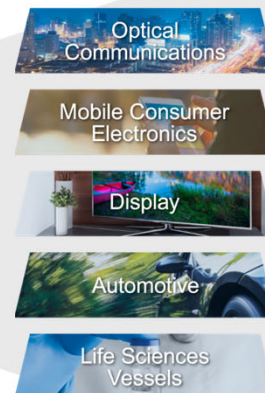 Optical
Communications
Mobile Consumer
Electronics
Display
Automotive
Life Sciences
Vessels